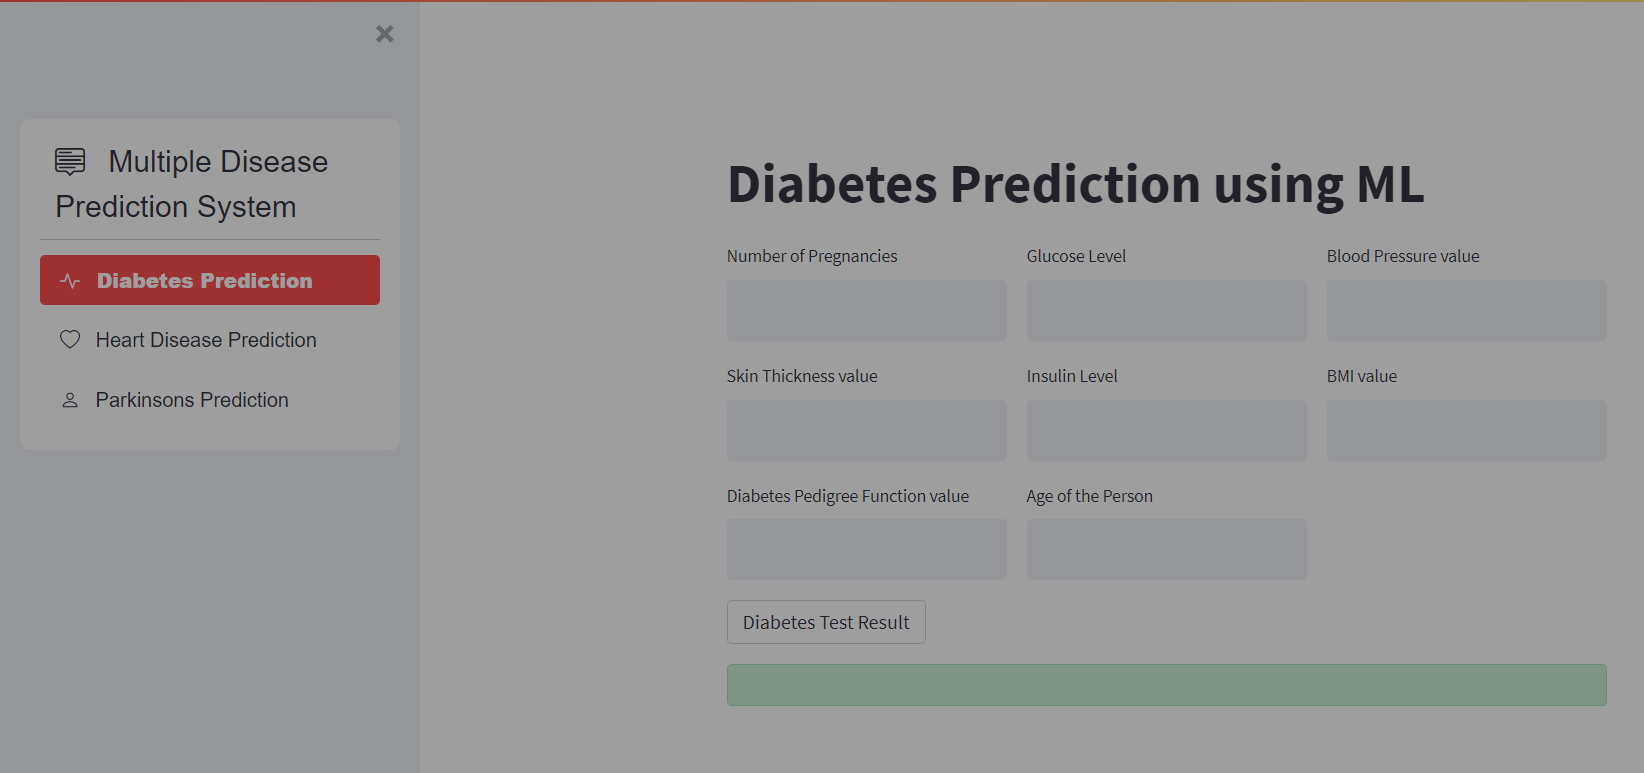 Multiple Disease
Prediction System
Diabetes Prediction
Heart Disease Prediction
Parkinsons Prediction
Diabetes Prediction using ML
Number of Pregnancies
Glucose Level
Blood Pressure value
Skin Thickness value
Insulin Level
BMI value
Diabetes Pedigree Function value
Age of the Person
Diabetes Test Result